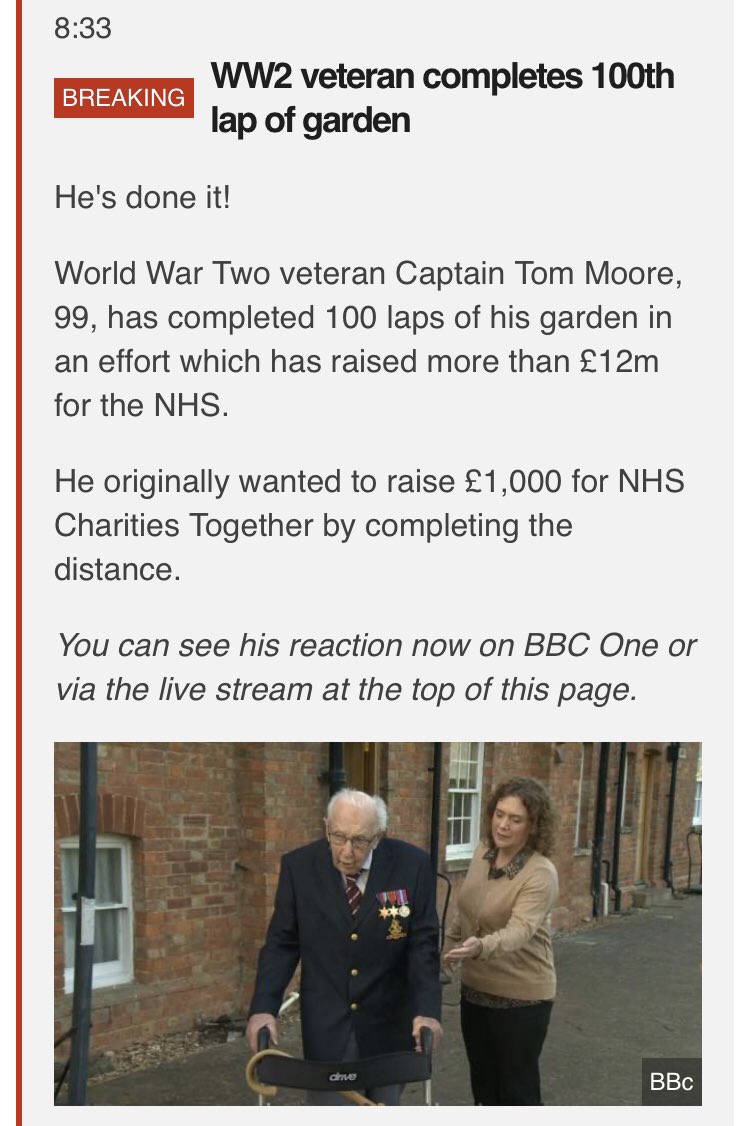 8:33
BREAKING
WW2 veteran completes 100th
lap of garden
He's done it!
World War Two veteran Captain Tom Moore,
99, has completed 100 laps of his garden in
an effort which has raised more than £12m
for the NHS.
He originally wanted to raise £1,000 for NHS
Charities Together by completing the
distance.
You can see his reaction now on BBC One or
via the live stream at the top of this page.
drive
BBc